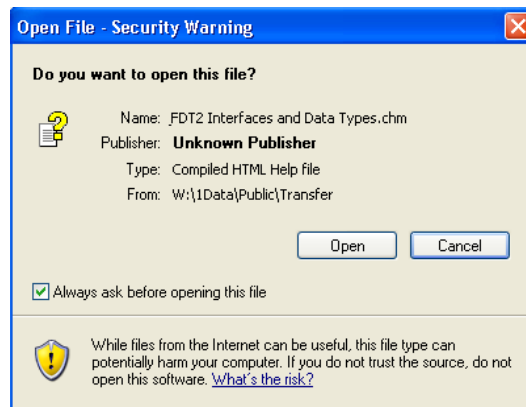 Open File - Security Warning
Do you want to open this file?
Name: FDT2 Interfaces and Data Types.chm
Publisher: Unknown Publisher
Type: Compiled HTML Help file
From: W:\1Data\Public\Transfer
Open Cancel
Always ask before opening this file
While files from the Internet can be useful, this file type can
potentially harm your computer. If you do not trust the source, do not
open this software. What's the risk?